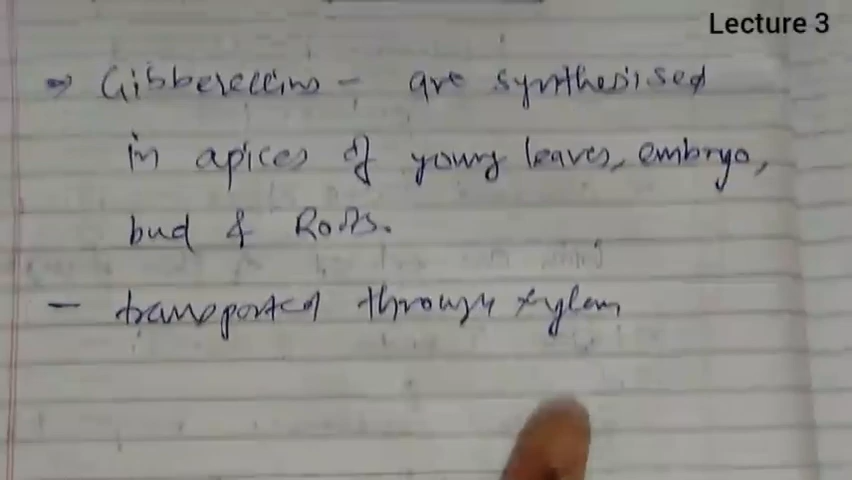 Lecture 3
⇒ Gibberellins - are synthesised
in apices of young leaves, embryo,
bud & Roots.
- transported through xylem